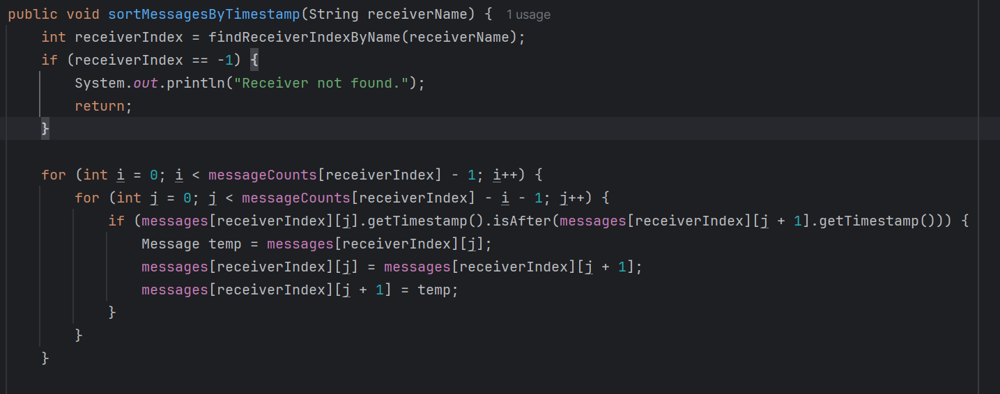 public void sortMessagesByTimestamp(String receiverName) { 1 usage
    int receiverIndex = findReceiverIndexByName(receiverName);
    if (receiverIndex == -1) {
        System.out.println("Receiver not found.");
        return;
    }
    for (int i = 0; i < messageCounts[receiverIndex] - 1; i++) {
        for (int j = 0; j < messageCounts[receiverIndex] - i - 1; j++) {
            if (messages[receiverIndex][j].getTimestamp().isAfter(messages[receiverIndex][j + 1].getTimestamp())) {
                Message temp = messages[receiverIndex][j];
                messages[receiverIndex][j] = messages[receiverIndex][j + 1];
                messages[receiverIndex][j + 1] = temp;
            }
        }
    }